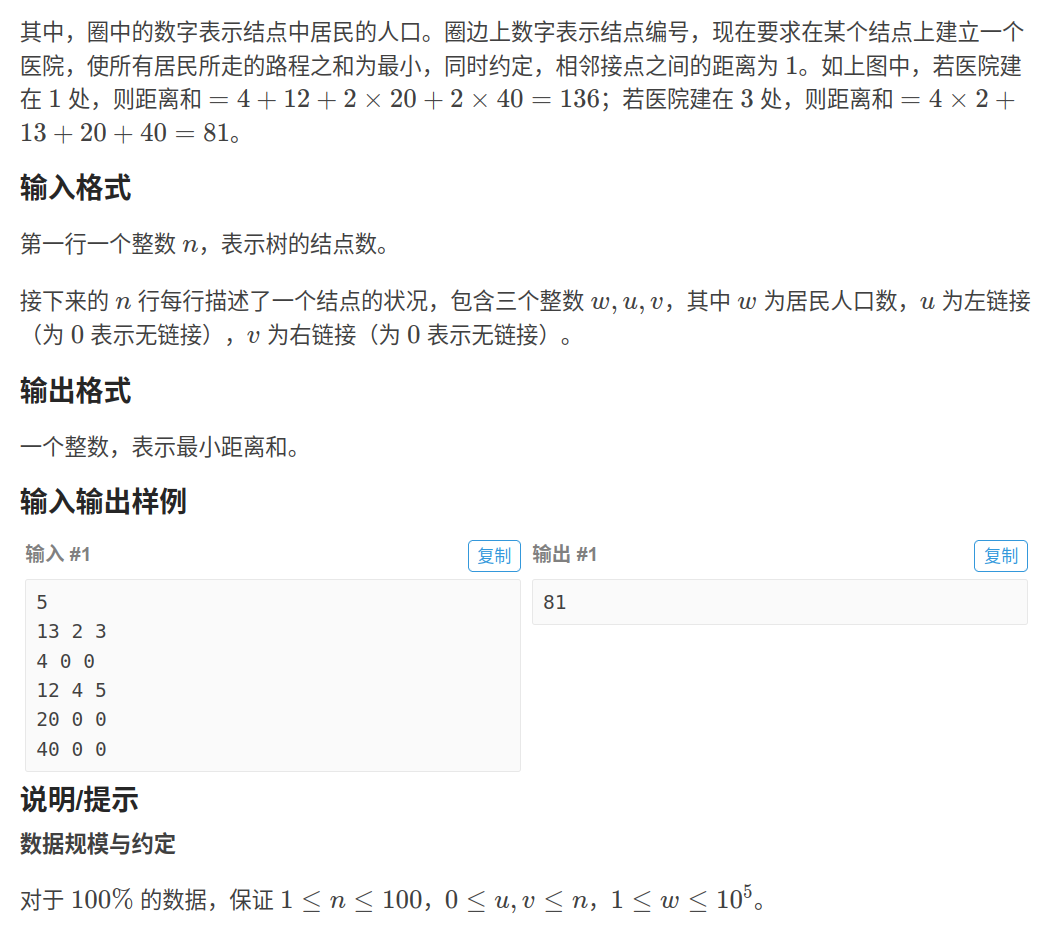 其中，圈中的数字表示结点中居民的人口。圈边上数字表示结点编号，现在要求在某个结点上建立一个
医院，使所有居民所走的路程之和为最小，同时约定，相邻接点之间的距离为 1。如上图中，若医院建
在 1 处，则距离和 = 4 + 12 + 2 × 20 + 2 × 40 = 136；若医院建在 3 处，则距离和 = 4 × 2 +
13 + 20 + 40 = 81。
输入格式
第一行一个整数 n，表示树的结点数。
接下来的 n 行每行描述了一个结点的状况，包含三个整数 w, u, v，其中 w 为居民人口数，u 为左链接
（为 0 表示无链接），v 为右链接（为 0 表示无链接）。
输出格式
一个整数，表示最小距离和。
输入输出样例
输入 #1 复制 输出 #1 复制
5
13 2 3
4 0 0
12 4 5
20 0 0
40 0 0
81
说明/提示
数据规模与约定
对于 100% 的数据，保证 1 ≤ n ≤ 100，0 ≤ u, v ≤ n，1 ≤ w ≤ 10⁵。